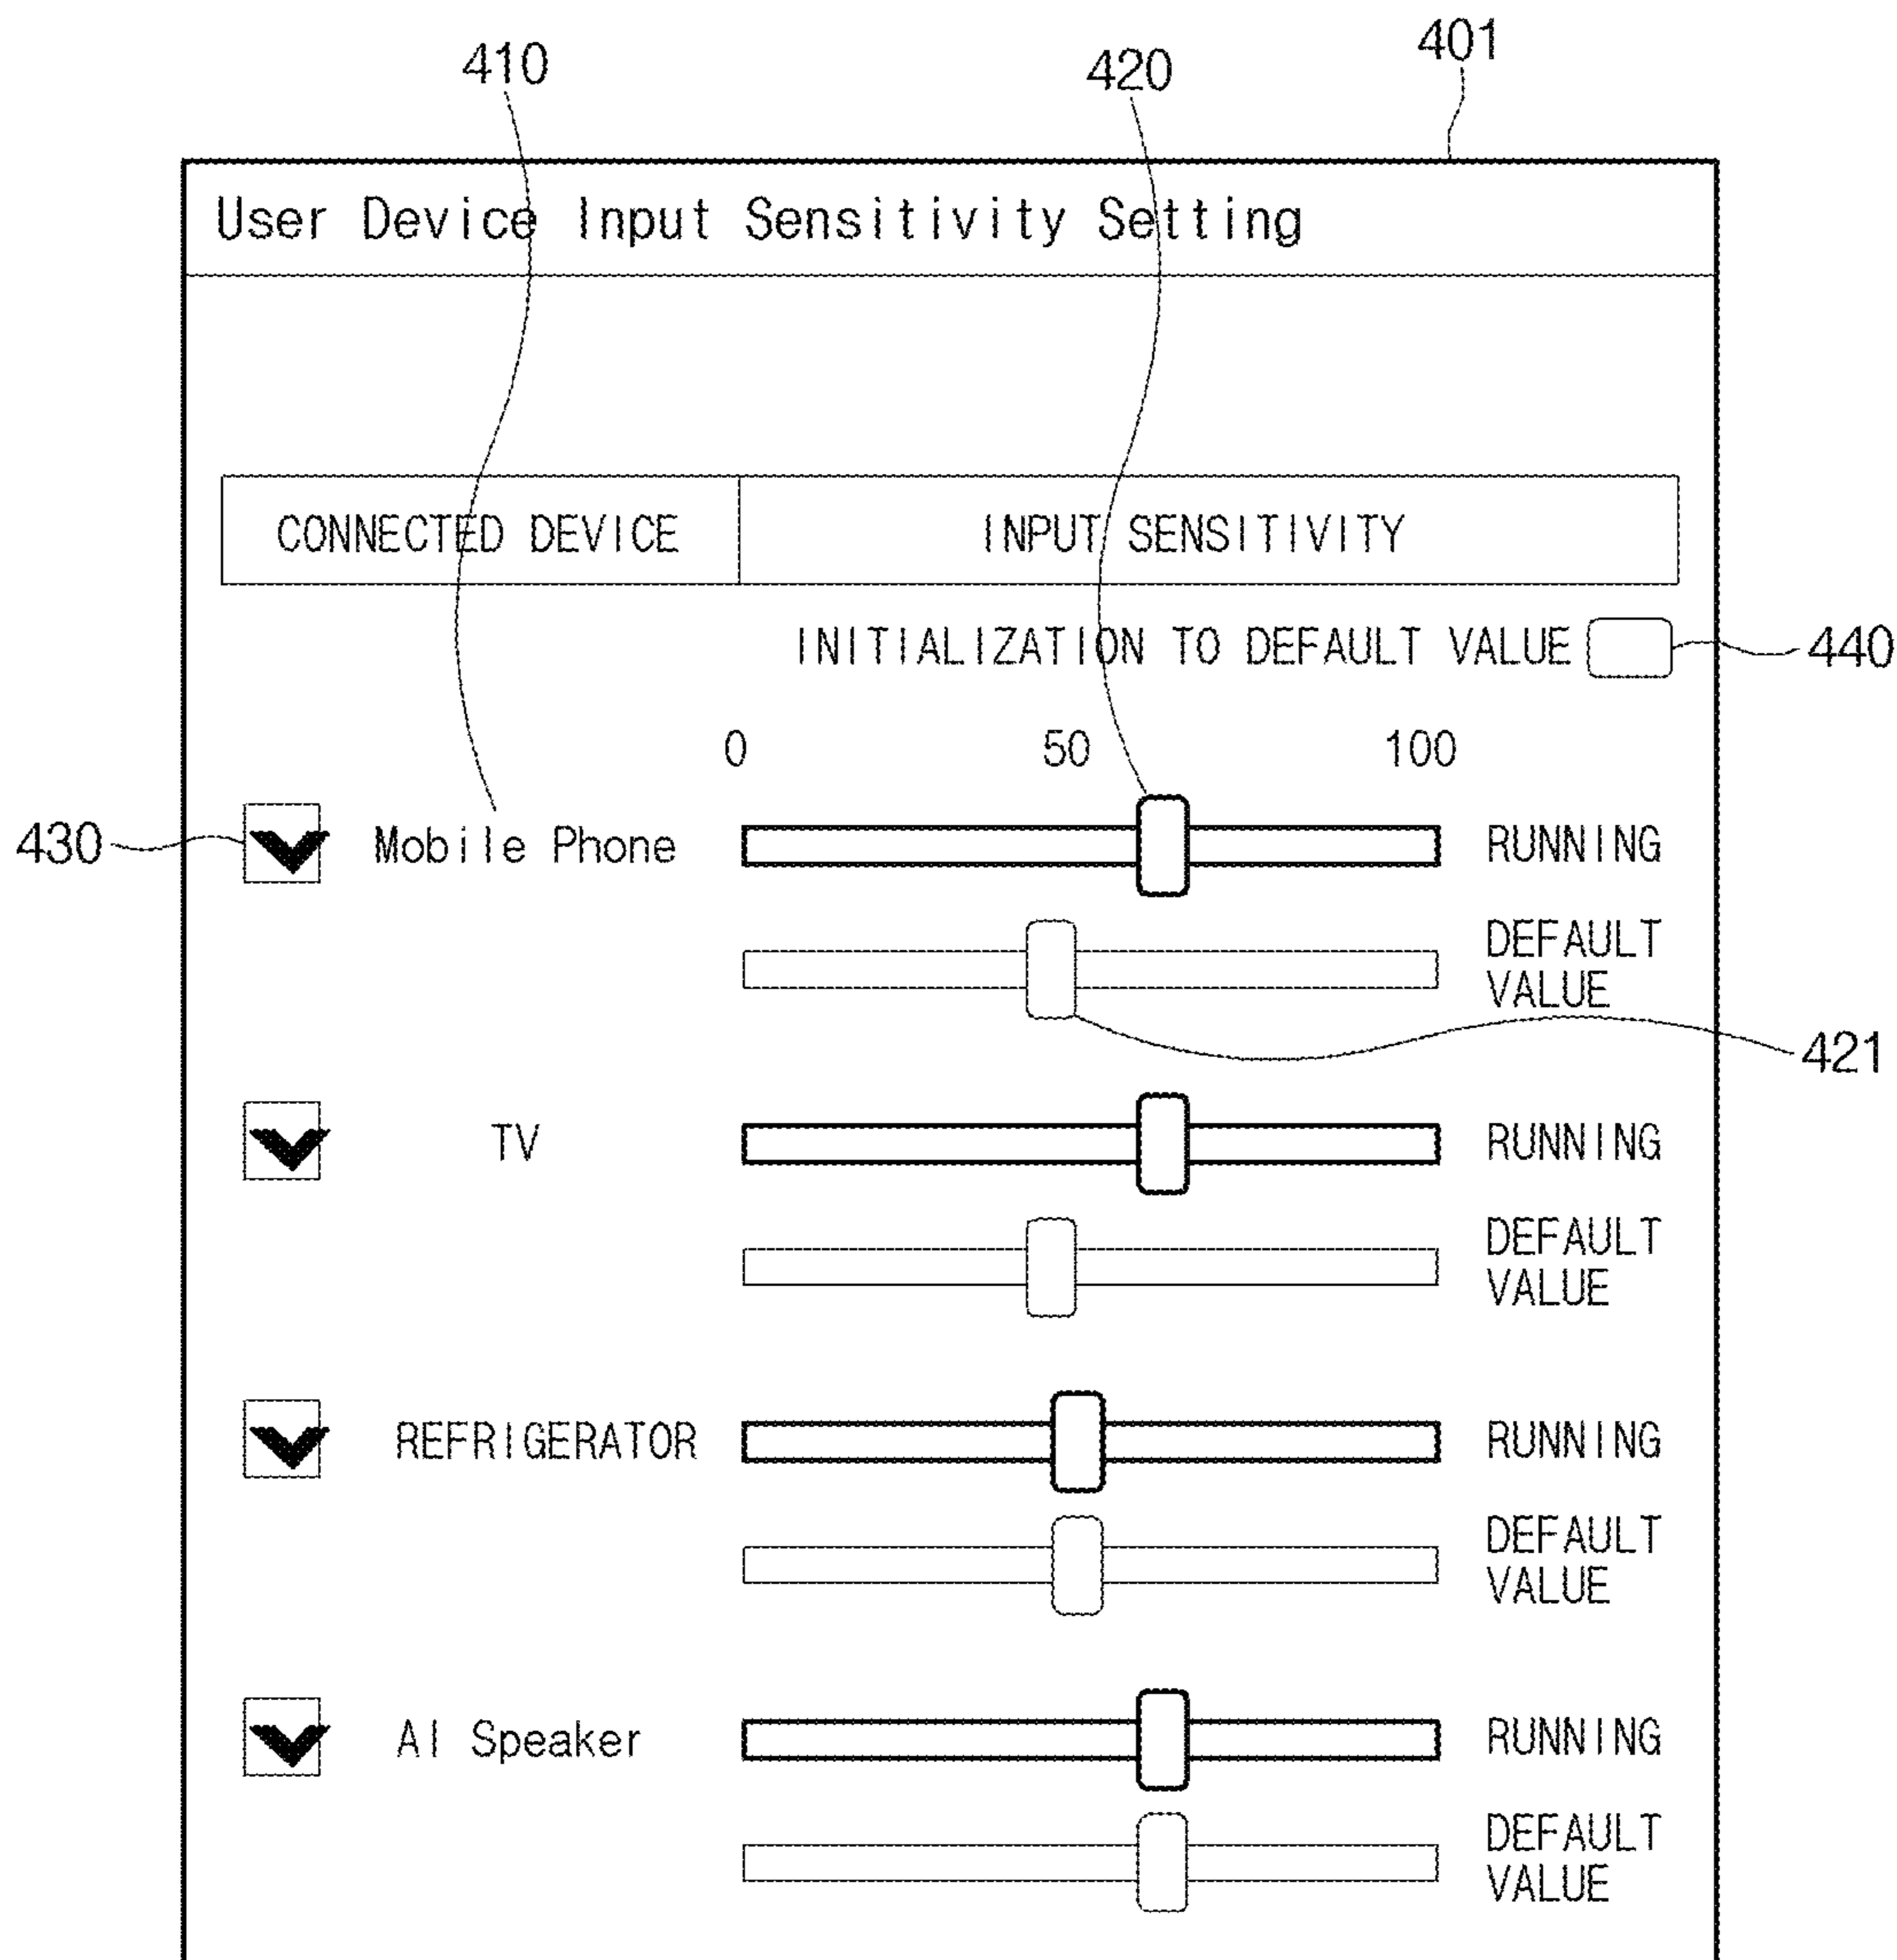 410
420
401
User Device Input Sensitivity Setting
CONNECTED DEVICE
INPUT SENSITIVITY
INITIALIZATION TO DEFAULT VALUE
440
0
50
100
430
Mobile Phone
RUNNING
DEFAULT
VALUE
421
TV
RUNNING
DEFAULT
VALUE
REFRIGERATOR
RUNNING
DEFAULT
VALUE
AI Speaker
RUNNING
DEFAULT
VALUE